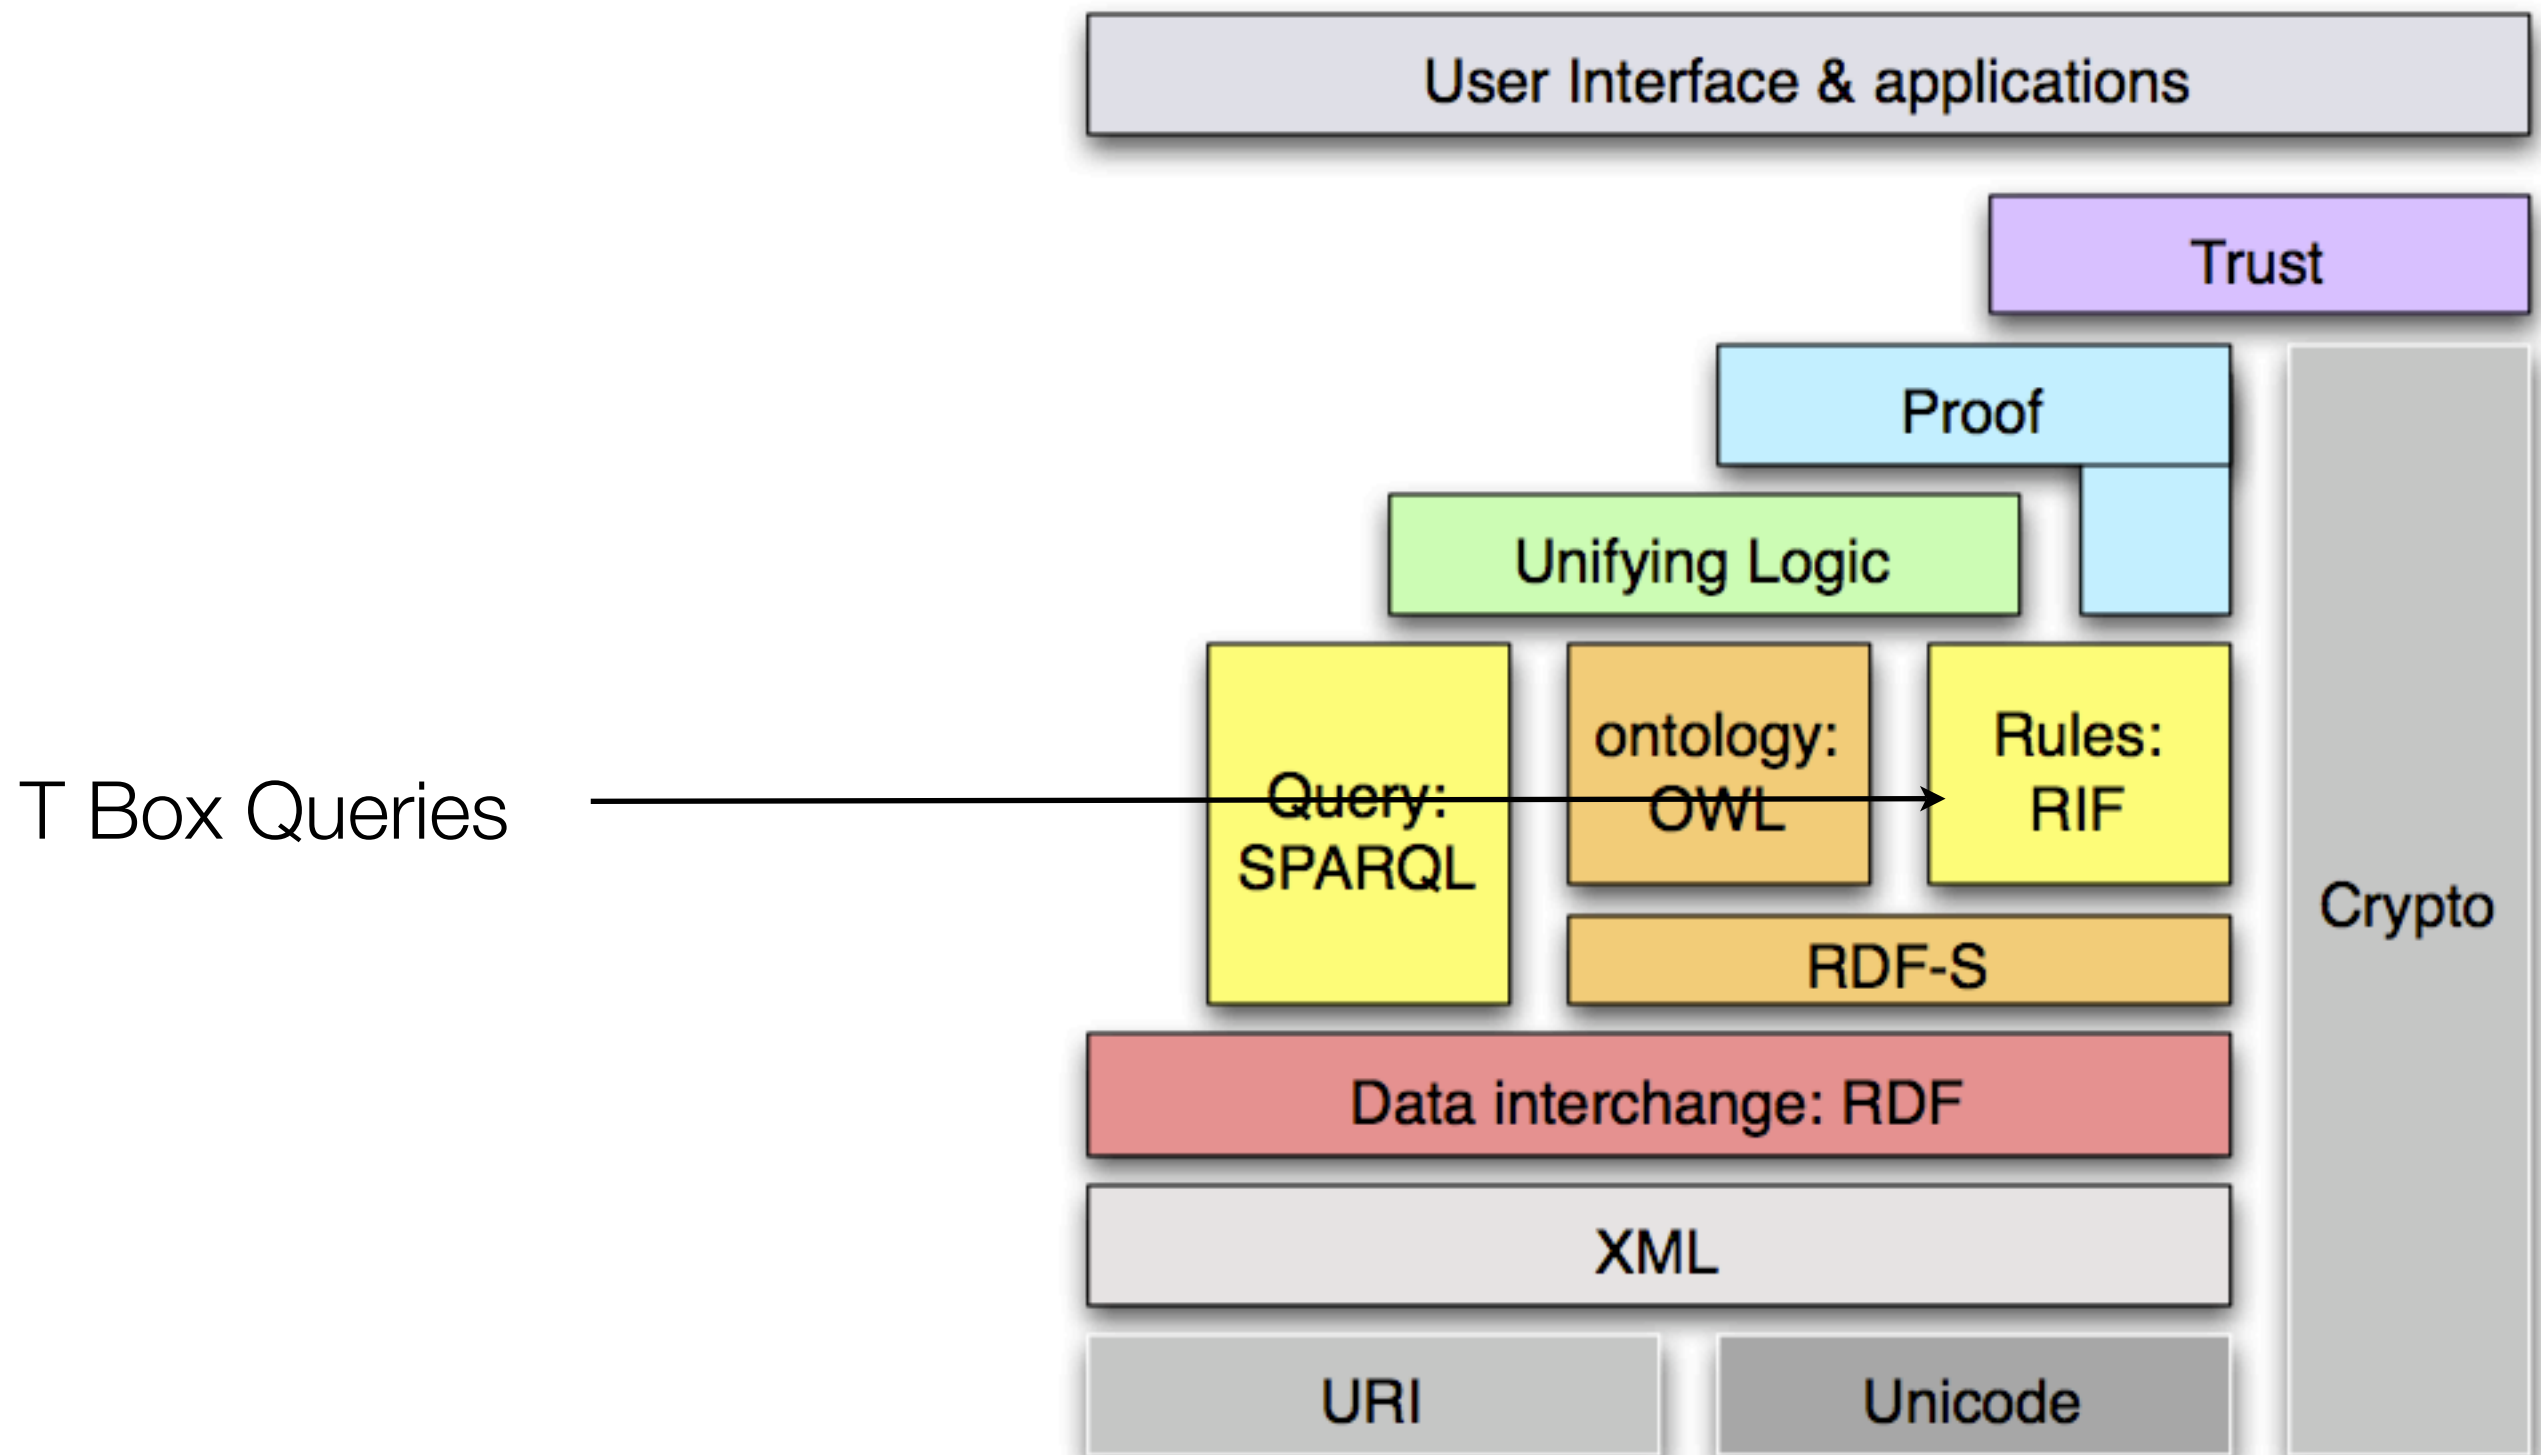 User Interface & applications
Trust
Proof
Unifying Logic
T Box Queries
Query:
SPARQL
ontology:
OWL
Rules:
RIF
RDF-S
Crypto
Data interchange: RDF
XML
URI
Unicode